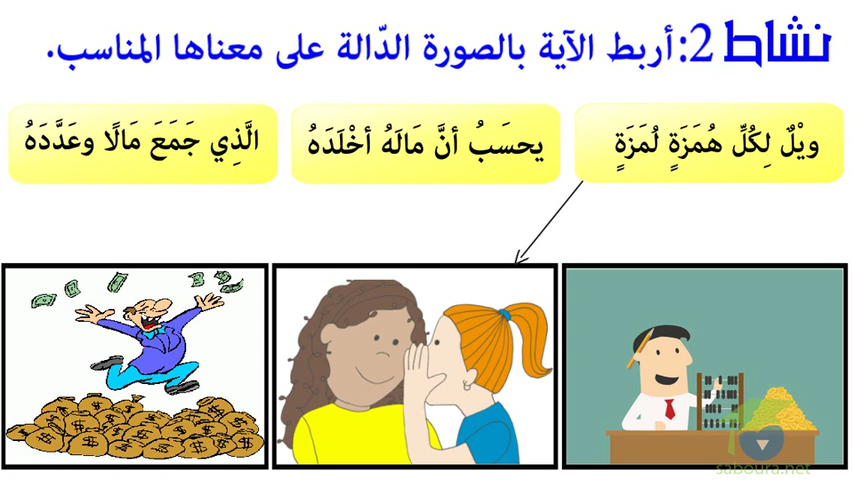 نشاط 2: أربط الآية بالصورة الدّالة على معناها المناسب.
ويْلٌ لِكُلِّ هُمَزَةٍ لُمَزَةٍ
يحسَبُ أنَّ مَالَهُ أخْلَدَهُ
الَّذِي جَمَعَ مَالًا وعَدَّدَهُ
saboura.net